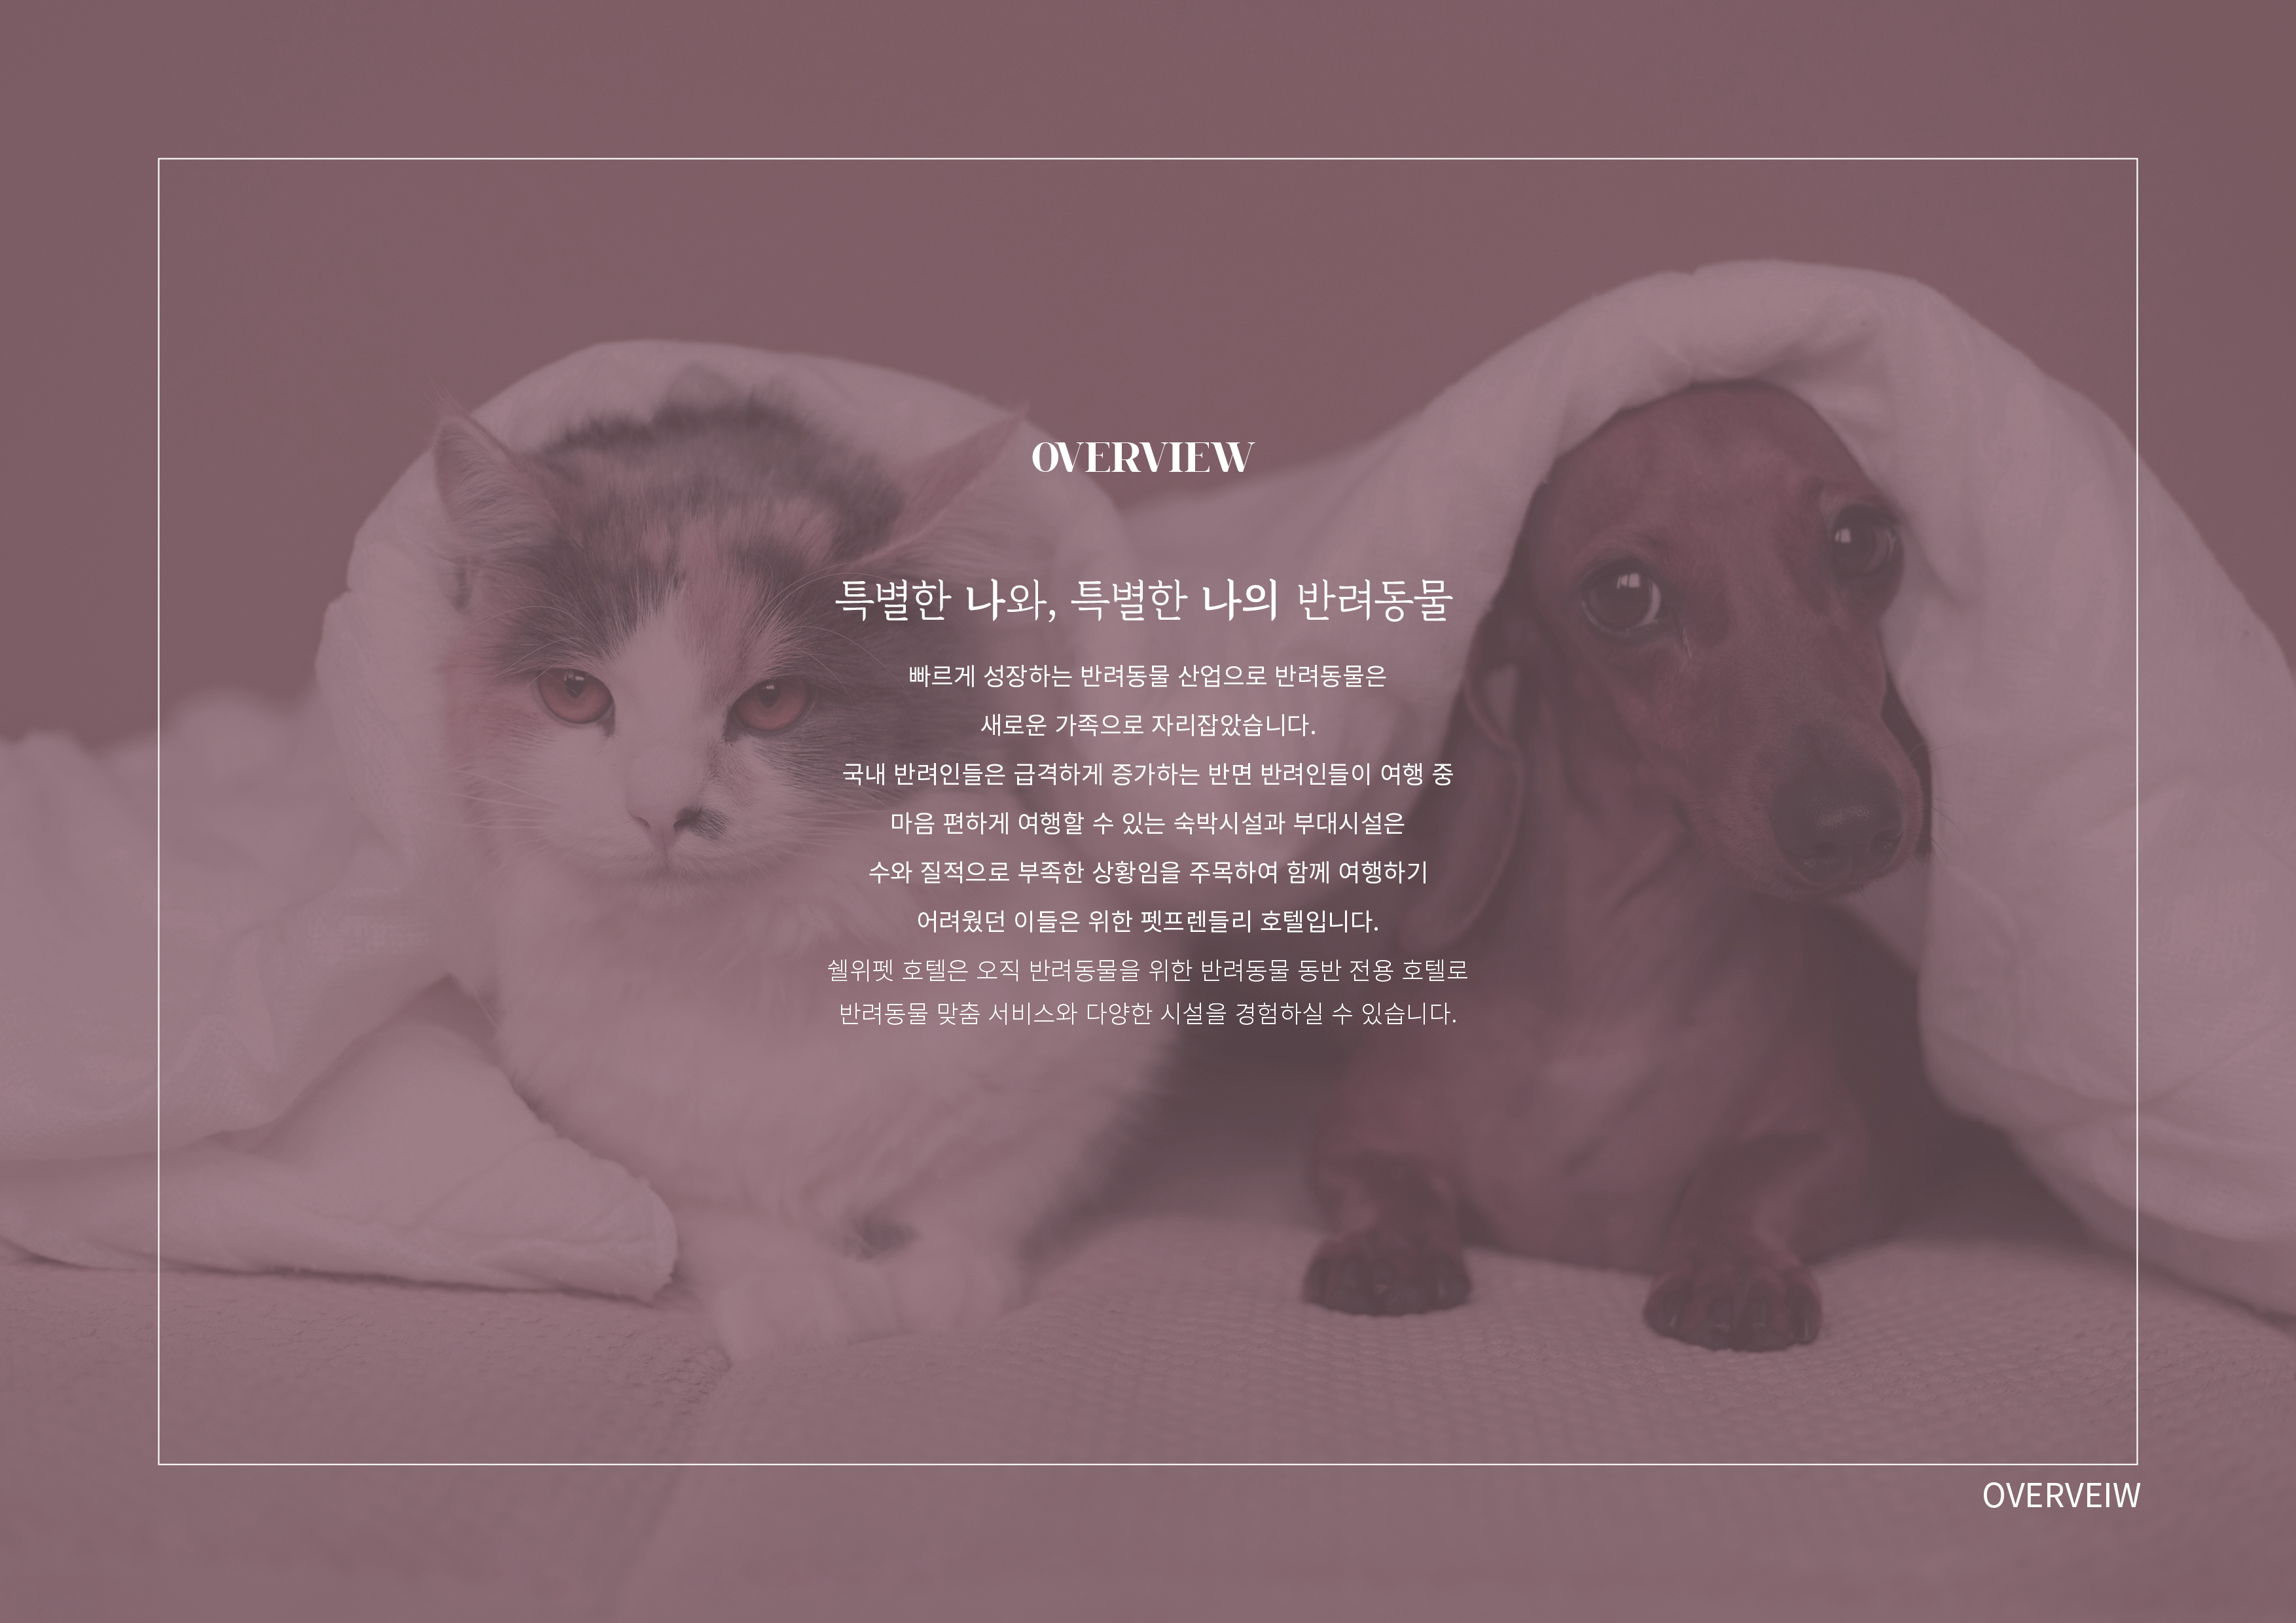 OVERVIEW
특별한 나와, 특별한 나의 반려동물
빠르게 성장하는 반려동물 산업으로 반려동물은
새로운 가족으로 자리잡았습니다.
국내 반려인들은 급격하게 증가하는 반면 반려인들이 여행 중
마음 편하게 여행할 수 있는 숙박시설과 부대시설은
수와 질적으로 부족한 상황임을 주목하여 함께 여행하기
어려웠던 이들은 위한 펫프렌들리 호텔입니다.
쉘위펫 호텔은 오직 반려동물을 위한 반려동물 동반 전용 호텔로
반려동물 맞춤 서비스와 다양한 시설을 경험하실 수 있습니다.
OVERVEIW